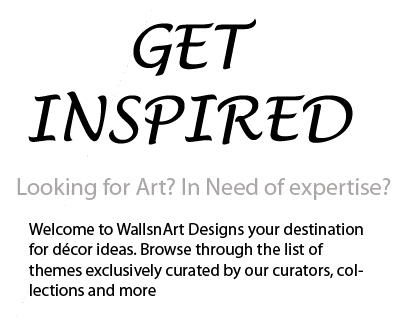 GET
INSPIRED
Looking for Art? In Need of expertise?
Welcome to WallsnArt Designs your destination
for décor ideas. Browse through the list of
themes exclusively curated by our curators, col-
lections and more